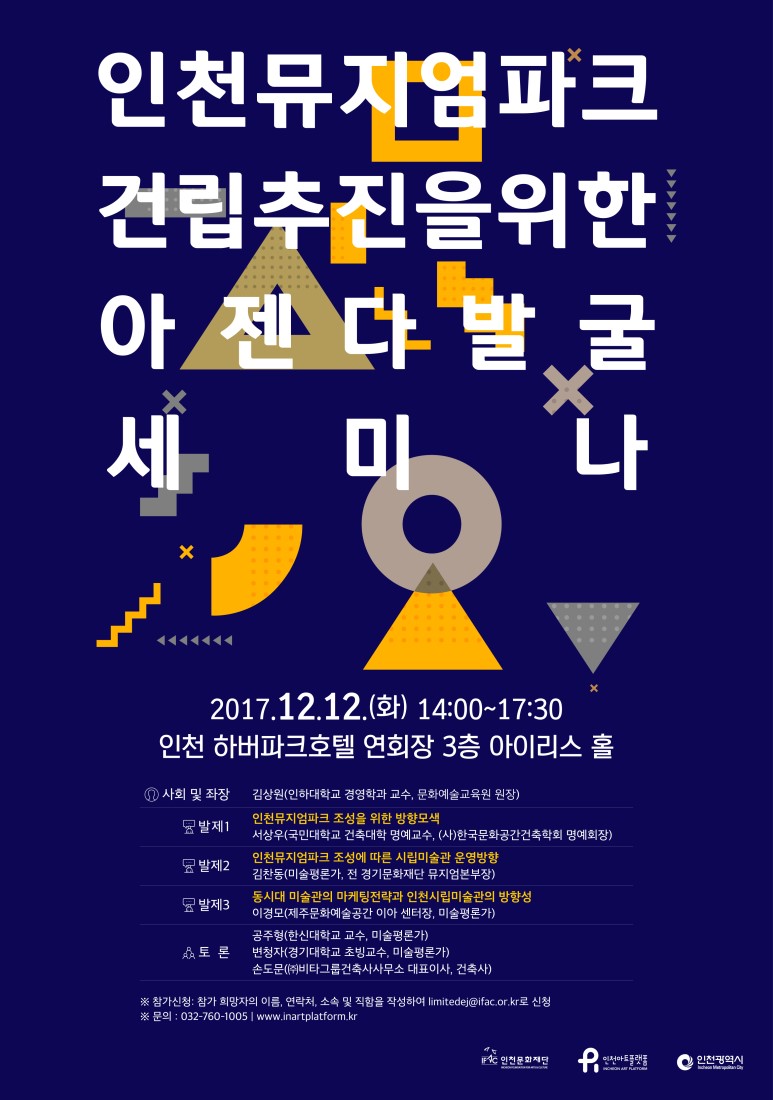 인천뮤지엄파크
건립추진을위한
아젠다발굴
세미나
2017.12.12.(화) 14:00~17:30
인천 하버파크호텔 연회장 3층 아이리스 홀
사회 및 좌장 김상원(인하대학교 경영학과 교수, 문화예술교육원 원장)
발제1 인천뮤지엄파크 조성을 위한 방향모색
서상우(국민대학교 건축대학 명예교수, (사)한국문화공간건축학회 명예회장)
발제2 인천뮤지엄파크 조성에 따른 시립미술관 운영방향
김찬동(미술평론가, 전 경기문화재단 뮤지엄본부장)
발제3 동시대 미술관의 마케팅전략과 인천시립미술관의 방향성
이경모(제주문화예술공간 이아 센터장, 미술평론가)
토 론 공주형(한신대학교 교수, 미술평론가)
변청자(경기대학교 초빙교수, 미술평론가)
손도문(㈜비타그룹건축사사무소 대표이사, 건축사)
※ 참가신청: 참가 희망자의 이름, 연락처, 소속 및 직함을 작성하여 limitedej@ifac.or.kr로 신청
※ 문의 : 032-760-1005 | www.inartplatform.kr
IFAC 인천문화재단
인천아트플랫폼
INCHEON ART PLATFORM
인천광역시
Incheon Metropolitan City